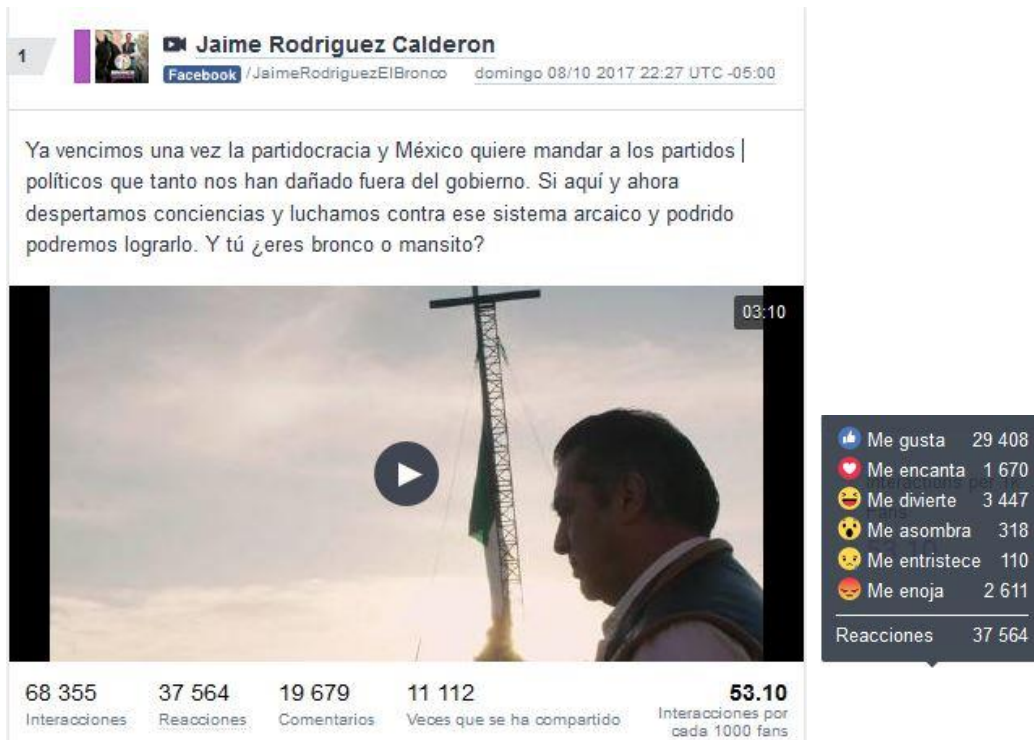 1
Jaime Rodriguez Calderon
Facebook /JaimeRodriguezElBronco domingo 08/10 2017 22:27 UTC -05:00
Ya vencimos una vez la partidocracia y México quiere mandar a los partidos
políticos que tanto nos han dañado fuera del gobierno. Si aquí y ahora
despertamos conciencias y luchamos contra ese sistema arcaico y podrido
podremos lograrlo. Y tú ¿eres bronco o mansito?
03:10
Me gusta 29 408
Me encanta 1 670
Me divierte 3 447
Me asombra 318
Me entristece 110
Me enoja 2 611
Reacciones 37 564
68 355 37 564 19 679 11 112 53.10
Interacciones Reacciones Comentarios Veces que se ha compartido Interacciones por
cada 1000 fans